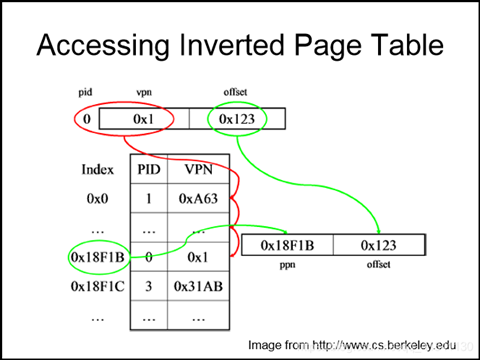 Accessing Inverted Page Table
pid vpn offset
0 0x1 0x123
Index PID VPN
0x0 1 0xA63
... ... ...
0x18F1B 0 0x1
0x18F1B 0x123
ppn offset
0x18F1C 3 0x31AB
... ... ...
Image from http://www.cs.berkeley.edu